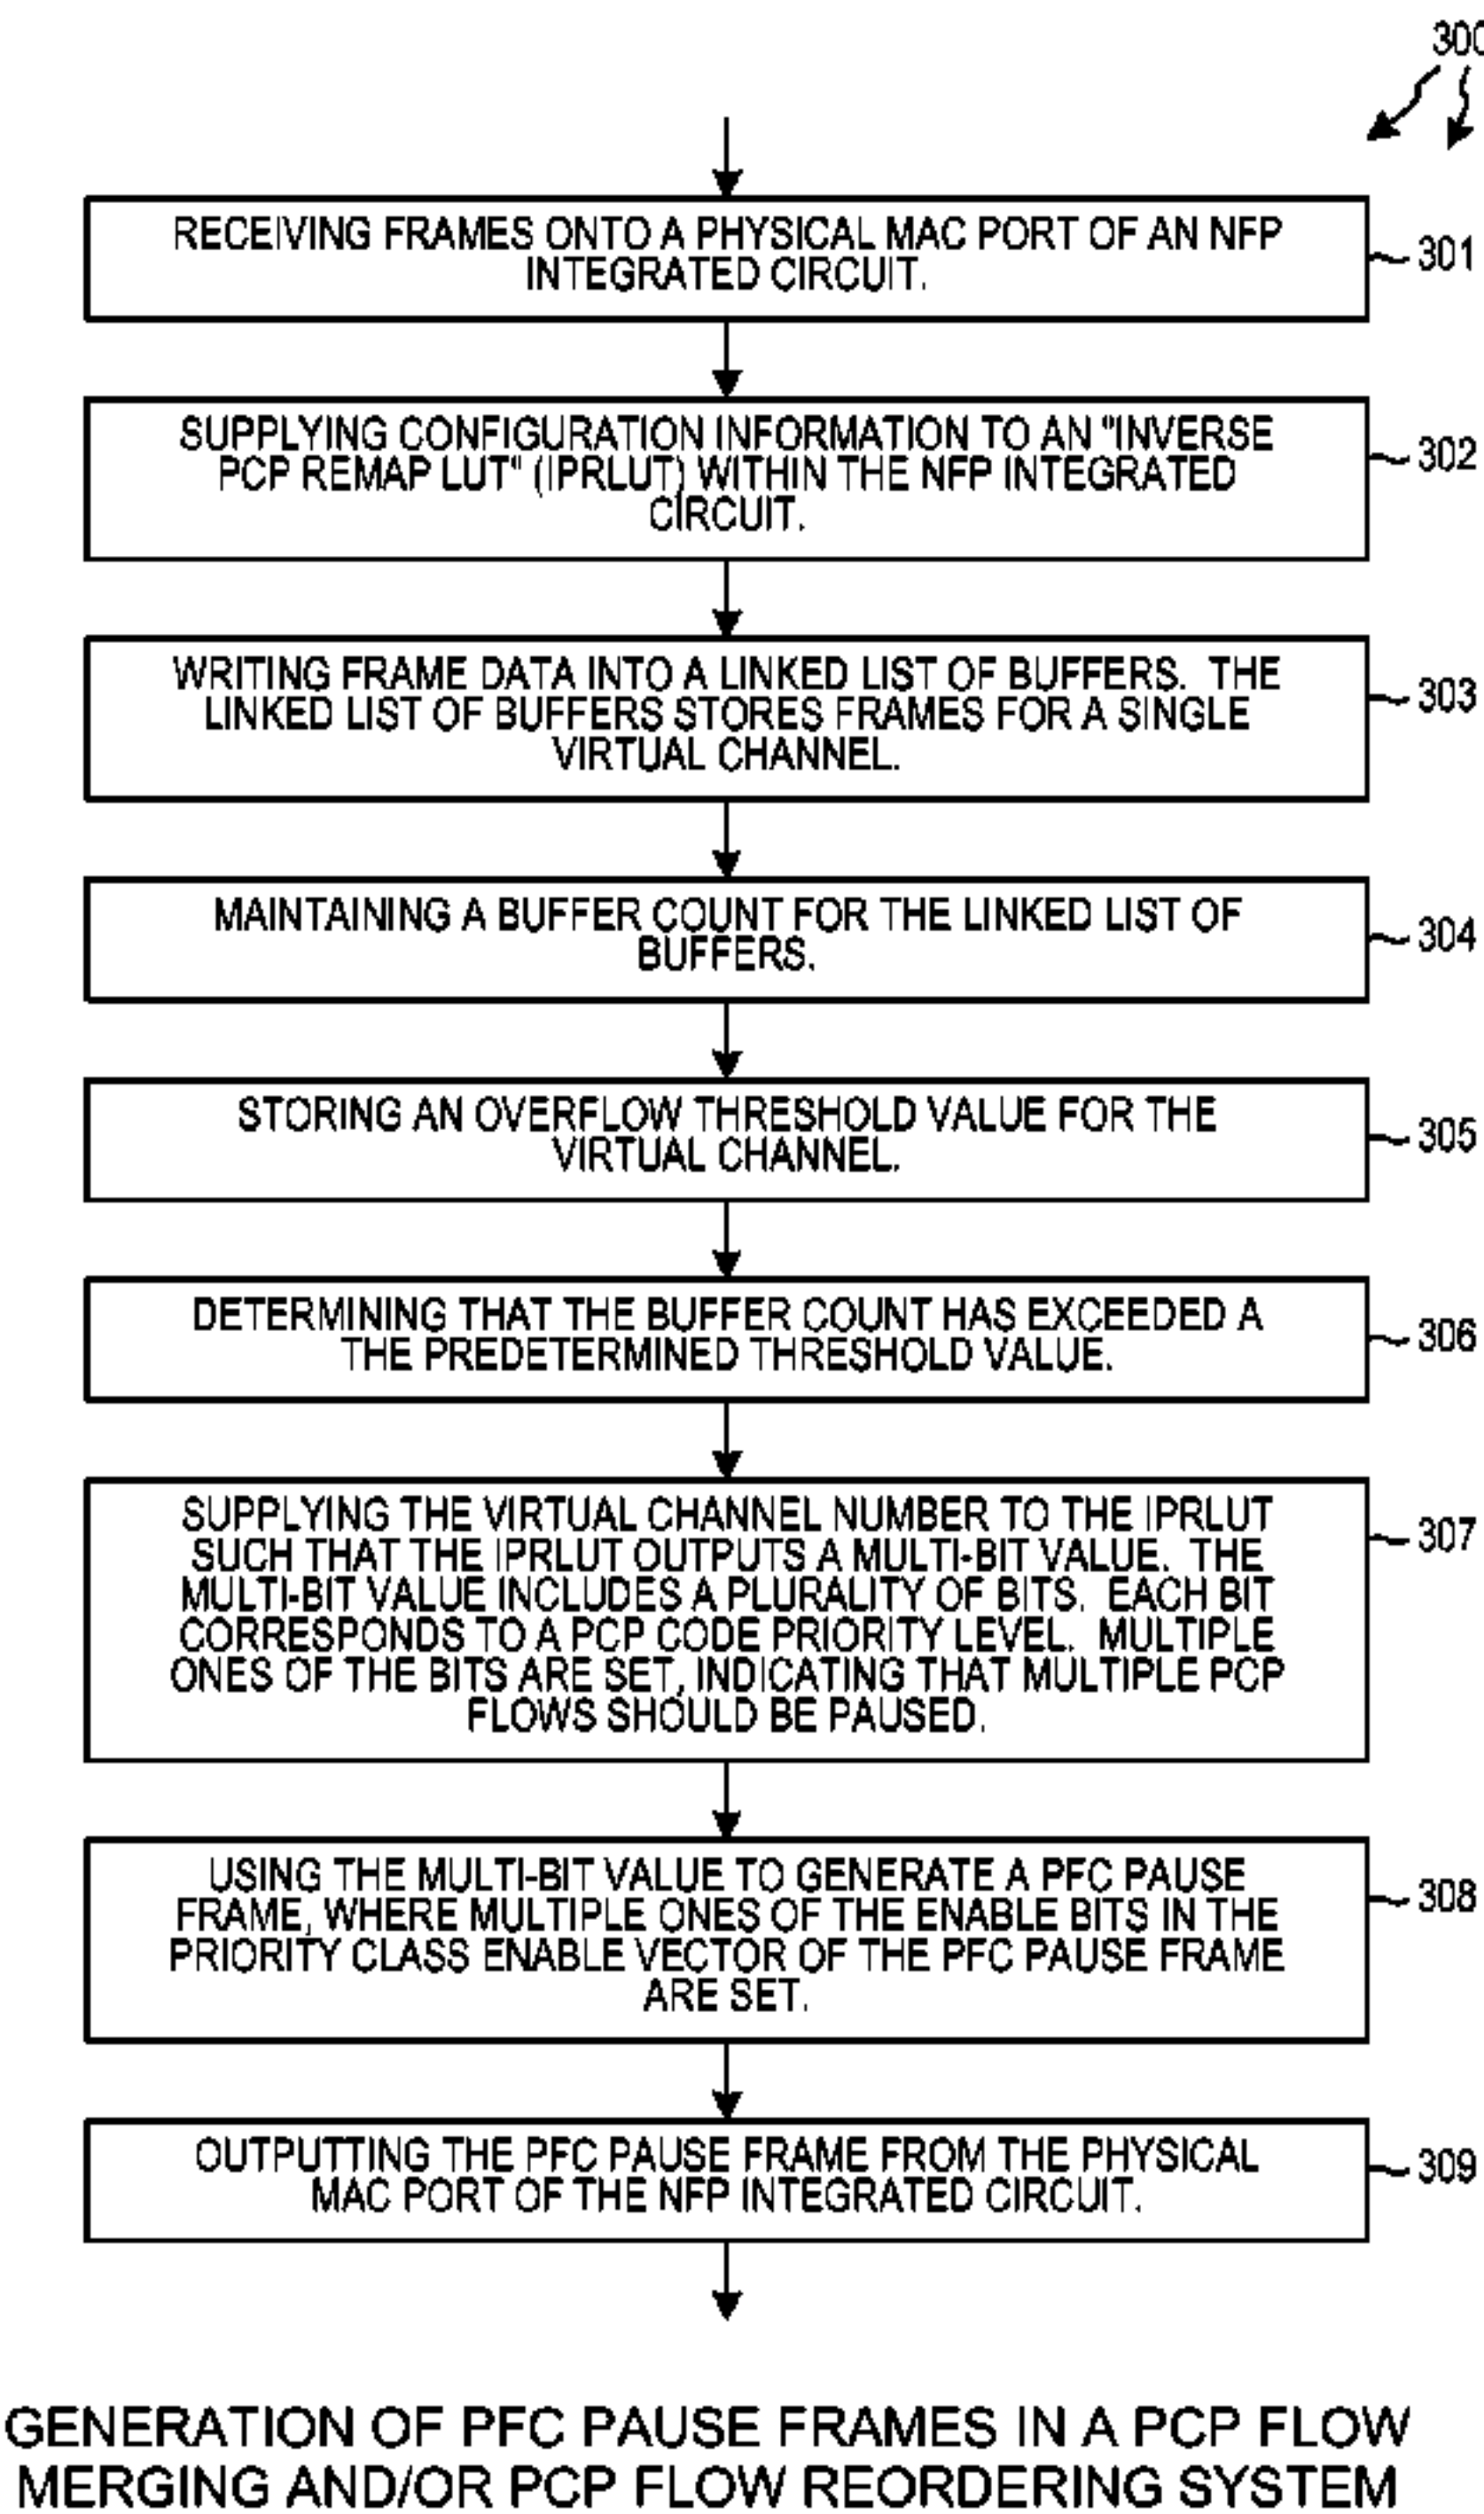 300
RECEIVING FRAMES ONTO A PHYSICAL MAC PORT OF AN NFP
INTEGRATED CIRCUIT.
301
SUPPLYING CONFIGURATION INFORMATION TO AN "INVERSE
PCP REMAP LUT" (IPRLUT) WITHIN THE NFP INTEGRATED
CIRCUIT.
302
WRITING FRAME DATA INTO A LINKED LIST OF BUFFERS. THE
LINKED LIST OF BUFFERS STORES FRAMES FOR A SINGLE
VIRTUAL CHANNEL.
303
MAINTAINING A BUFFER COUNT FOR THE LINKED LIST OF
BUFFERS.
304
STORING AN OVERFLOW THRESHOLD VALUE FOR THE
VIRTUAL CHANNEL.
305
DETERMINING THAT THE BUFFER COUNT HAS EXCEEDED A
THE PREDETERMINED THRESHOLD VALUE.
306
SUPPLYING THE VIRTUAL CHANNEL NUMBER TO THE IPRLUT
SUCH THAT THE IPRLUT OUTPUTS A MULTI-BIT VALUE. THE
MULTI-BIT VALUE INCLUDES A PLURALITY OF BITS. EACH BIT
CORRESPONDS TO A PCP CODE PRIORITY LEVEL. MULTIPLE
ONES OF THE BITS ARE SET, INDICATING THAT MULTIPLE PCP
FLOWS SHOULD BE PAUSED.
307
USING THE MULTI-BIT VALUE TO GENERATE A PFC PAUSE
FRAME, WHERE MULTIPLE ONES OF THE ENABLE BITS IN THE
PRIORITY CLASS ENABLE VECTOR OF THE PFC PAUSE FRAME
ARE SET.
308
OUTPUTTING THE PFC PAUSE FRAME FROM THE PHYSICAL
MAC PORT OF THE NFP INTEGRATED CIRCUIT.
309
GENERATION OF PFC PAUSE FRAMES IN A PCP FLOW
MERGING AND/OR PCP FLOW REORDERING SYSTEM